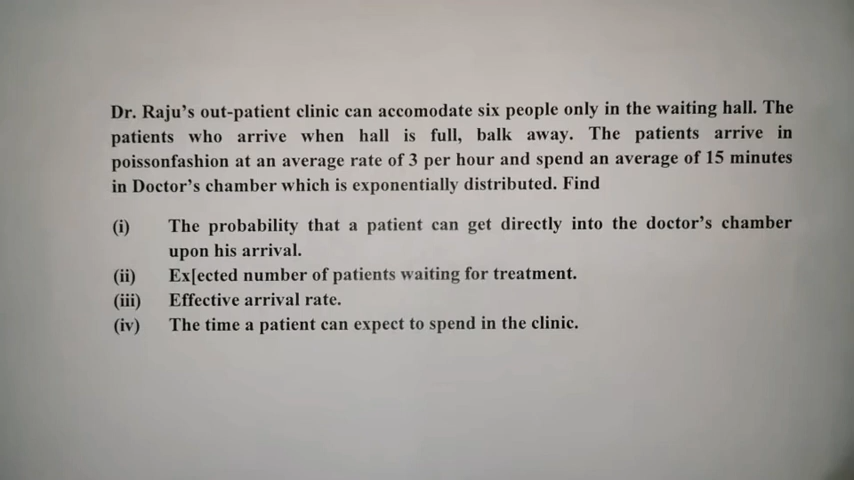 Dr. Raju's out-patient clinic can accomodate six people only in the waiting hall. The
patients who arrive when hall is full, balk away. The patients arrive in
poissonfashion at an average rate of 3 per hour and spend an average of 15 minutes
in Doctor's chamber which is exponentially distributed. Find
(i) The probability that a patient can get directly into the doctor's chamber
upon his arrival.
(ii) Ex[ected number of patients waiting for treatment.
(iii) Effective arrival rate.
(iv) The time a patient can expect to spend in the clinic.